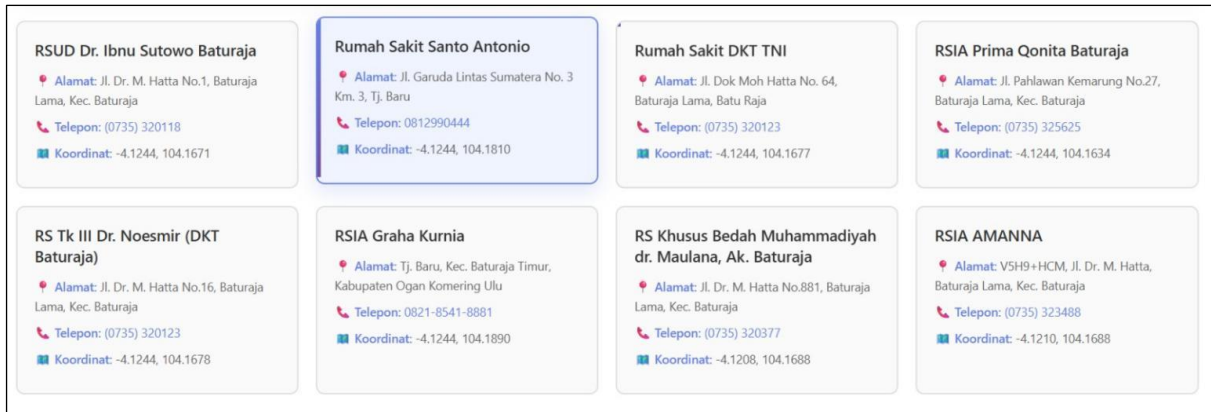 RSUD Dr. Ibnu Sutowo Baturaja
Alamat: Jl. Dr. M. Hatta No.1, Baturaja
Lama, Kec. Baturaja
Telepon: (0735) 320118
Koordinat: -4.1244, 104.1671
Rumah Sakit Santo Antonio
Alamat: Jl. Garuda Lintas Sumatera No. 3
Km. 3, Tj. Baru
Telepon: 0812990444
Koordinat: -4.1244, 104.1810
Rumah Sakit DKT TNI
Alamat: Jl. Dok Moh Hatta No. 64,
Baturaja Lama, Batu Raja
Telepon: (0735) 320123
Koordinat: -4.1244, 104.1677
RSIA Prima Qonita Baturaja
Alamat: Jl. Pahlawan Kemarung No.27,
Baturaja Lama, Kec. Baturaja
Telepon: (0735) 325625
Koordinat: -4.1244, 104.1634
RS Tk III Dr. Noesmir (DKT
Baturaja)
Alamat: Jl. Dr. M. Hatta No.16, Baturaja
Lama, Kec. Baturaja
Telepon: (0735) 320123
Koordinat: -4.1244, 104.1678
RSIA Graha Kurnia
Alamat: Tj. Baru, Kec. Baturaja Timur,
Kabupaten Ogan Komering Ulu
Telepon: 0821-8541-8881
Koordinat: -4.1244, 104.1890
RS Khusus Bedah Muhammadiyah
dr. Maulana, Ak. Baturaja
Alamat: Jl. Dr. M. Hatta No.881, Baturaja
Lama, Kec. Baturaja
Telepon: (0735) 320377
Koordinat: -4.1208, 104.1688
RSIA AMANNA
Alamat: V5H9+HCM, Jl. Dr. M. Hatta,
Baturaja Lama, Kec. Baturaja
Telepon: (0735) 323488
Koordinat: -4.1210, 104.1688